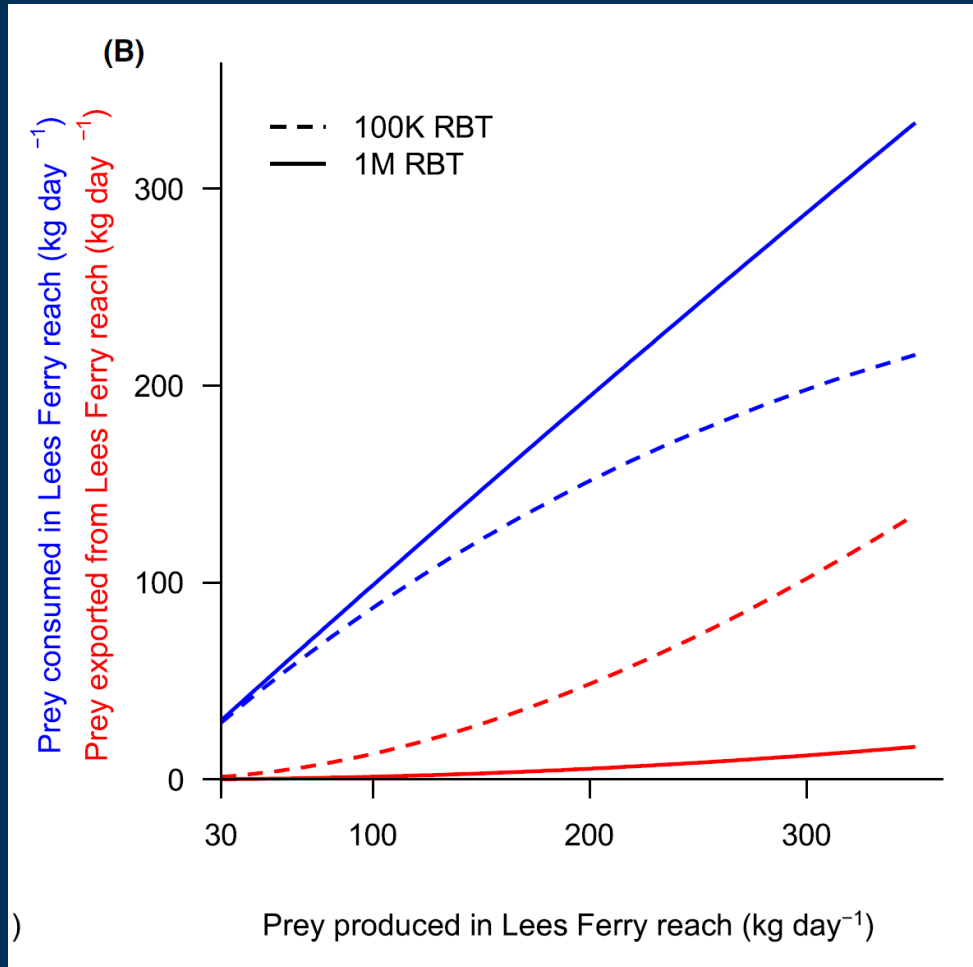 (B)
Prey consumed in Lees Ferry reach (kg day ⁻¹)
Prey exported from Lees Ferry reach (kg day ⁻¹)
100K RBT
1M RBT
300
200
100
0
30 100 200 300
) Prey produced in Lees Ferry reach (kg day⁻¹)